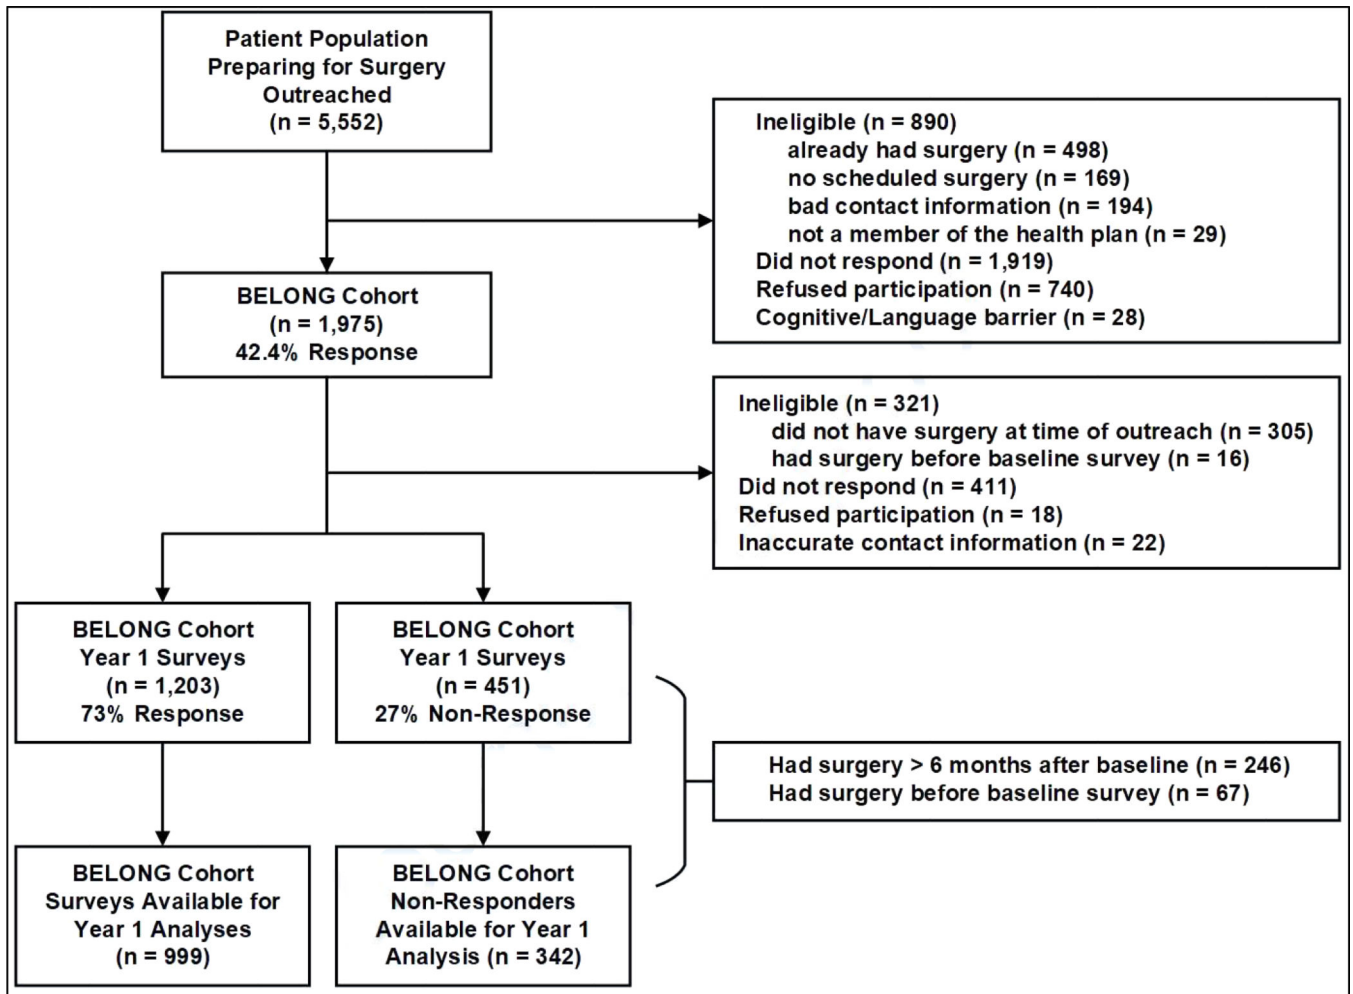 Patient Population
Preparing for Surgery
Outreached
(n = 5,552)
Ineligible (n = 890)
already had surgery (n = 498)
no scheduled surgery (n = 169)
bad contact information (n = 194)
not a member of the health plan (n = 29)
Did not respond (n = 1,919)
Refused participation (n = 740)
Cognitive/Language barrier (n = 28)
BELONG Cohort
(n = 1,975)
42.4% Response
Ineligible (n = 321)
did not have surgery at time of outreach (n = 305)
had surgery before baseline survey (n = 16)
Did not respond (n = 411)
Refused participation (n = 18)
Inaccurate contact information (n = 22)
BELONG Cohort
Year 1 Surveys
(n = 1,203)
73% Response
BELONG Cohort
Year 1 Surveys
(n = 451)
27% Non-Response
Had surgery > 6 months after baseline (n = 246)
Had surgery before baseline survey (n = 67)
BELONG Cohort
Surveys Available for
Year 1 Analyses
(n = 999)
BELONG Cohort
Non-Responders
Available for Year 1
Analysis (n = 342)